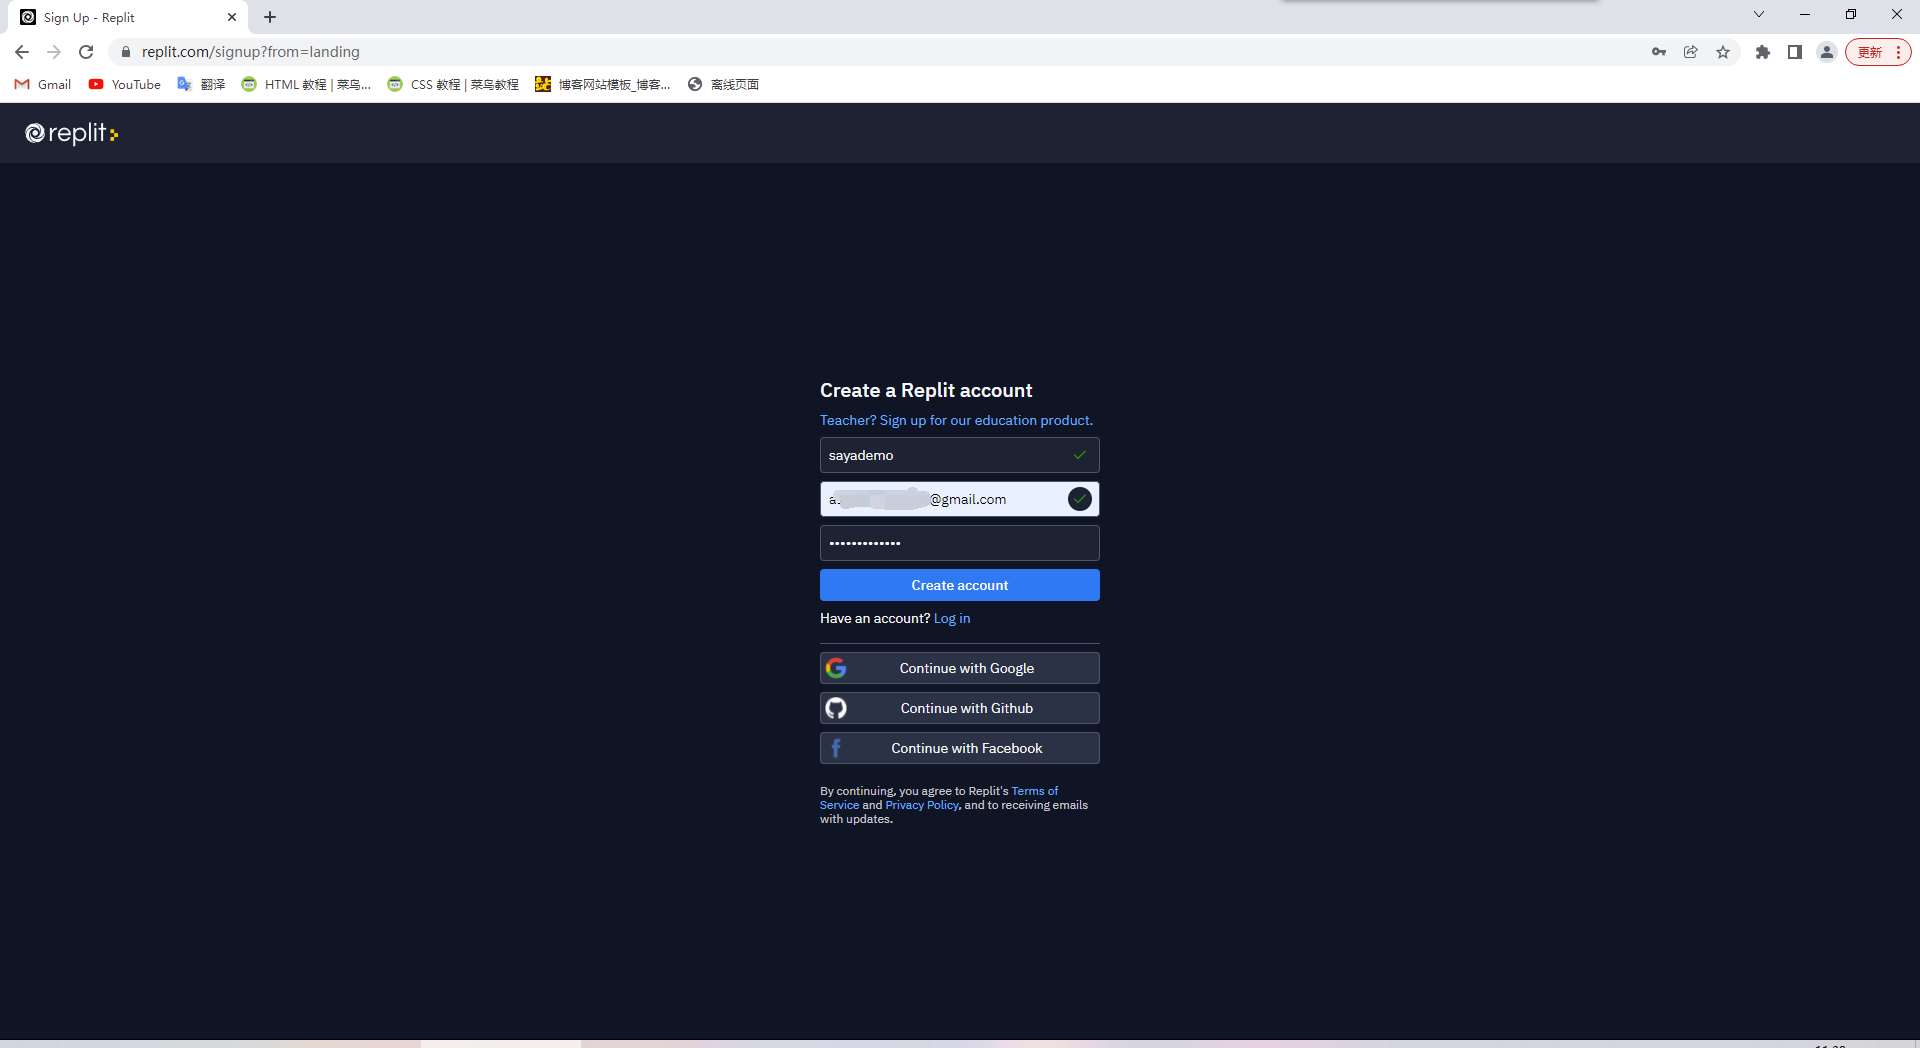 Sign Up - Replit
replit.com/signup?from=landing
更新
Gmail YouTube 翻译 HTML 教程 | 菜鸟... CSS 教程 | 菜鸟教程 博客网站模板_博客... 离线页面
replit
Create a Replit account
Teacher? Sign up for our education product.
sayademo
@gmail.com
•••••••••••••
Create account
Have an account? Log in
Continue with Google
Continue with Github
Continue with Facebook
By continuing, you agree to Replit's Terms of
Service and Privacy Policy, and to receiving emails
with updates.